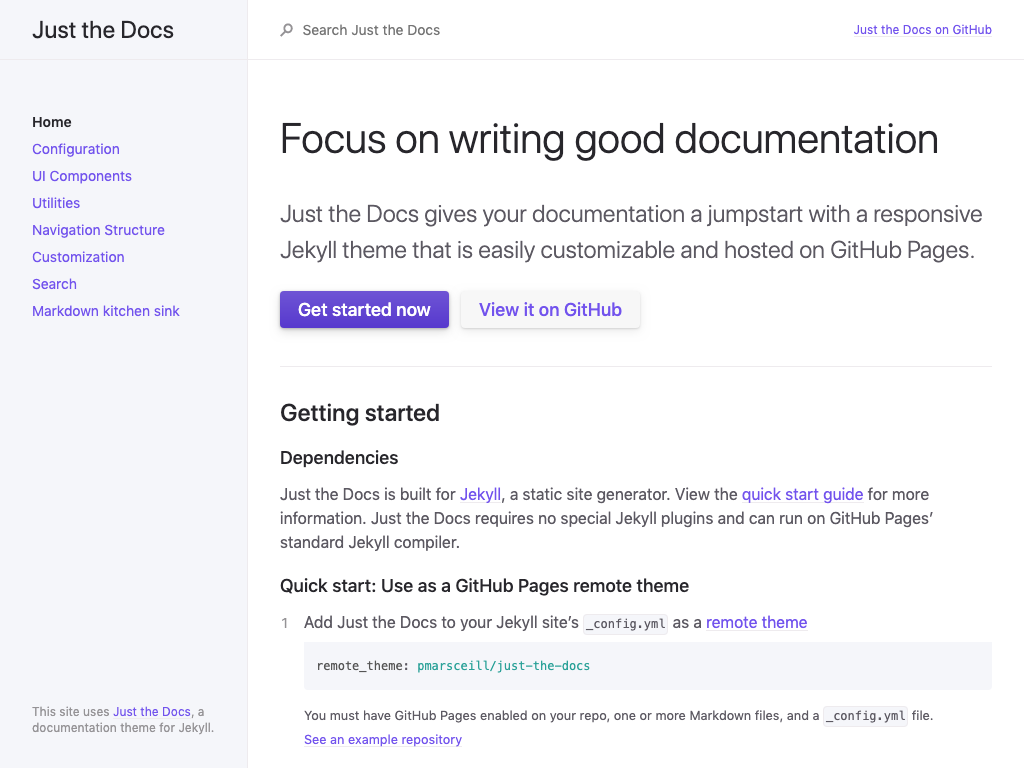 Just the Docs
Search Just the Docs
Just the Docs on GitHub
Home
Configuration
UI Components
Utilities
Navigation Structure
Customization
Search
Markdown kitchen sink
This site uses Just the Docs, a
documentation theme for Jekyll.
Focus on writing good documentation
Just the Docs gives your documentation a jumpstart with a responsive
Jekyll theme that is easily customizable and hosted on GitHub Pages.
Get started now
View it on GitHub
Getting started
Dependencies
Just the Docs is built for Jekyll, a static site generator. View the quick start guide for more
information. Just the Docs requires no special Jekyll plugins and can run on GitHub Pages’
standard Jekyll compiler.
Quick start: Use as a GitHub Pages remote theme
1 Add Just the Docs to your Jekyll site’s _config.yml as a remote theme
remote_theme: pmarsceill/just-the-docs
You must have GitHub Pages enabled on your repo, one or more Markdown files, and a _config.yml file.
See an example repository